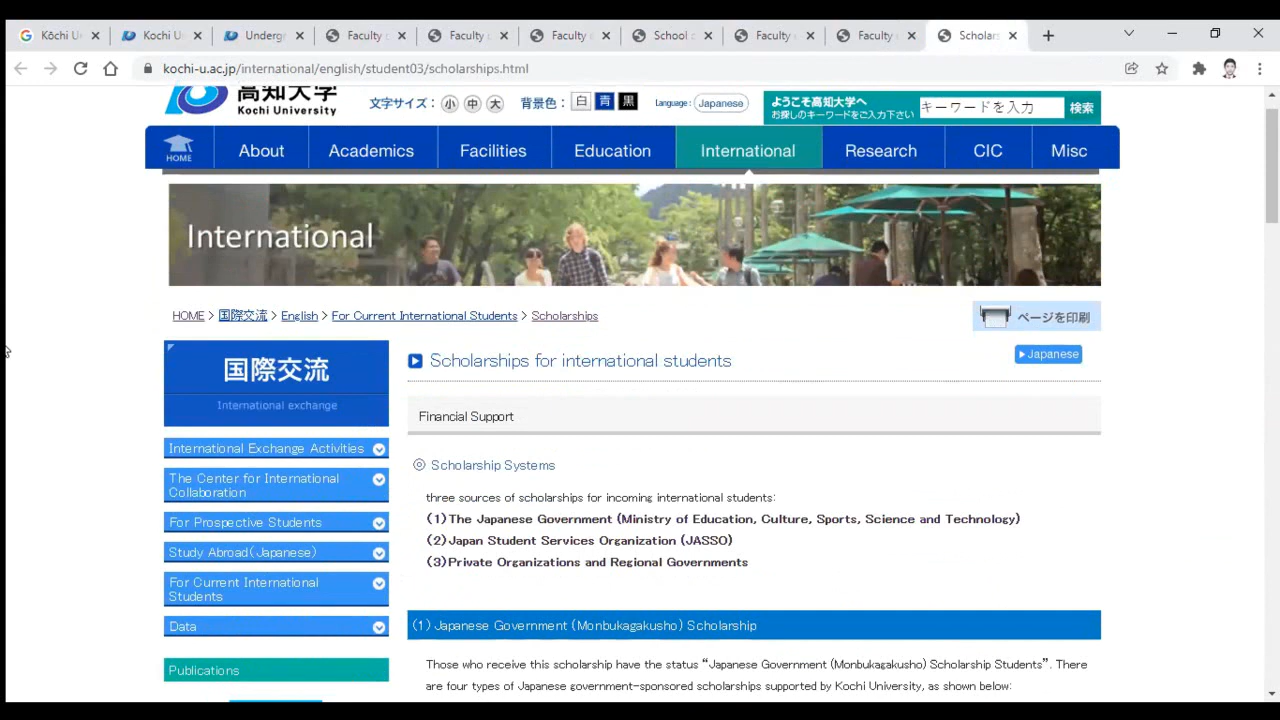 Kōchi U
Kochi U
Underg
Faculty
Faculty
Faculty
School
Faculty
Faculty
Scholar
kochi-u.ac.jp/international/english/student03/scholarships.html
高知大学
Kochi University
文字サイズ： 小 中 大
背景色： 白 青 黒
Language: Japanese
ようこそ高知大学へ
お探しのキーワードをご入力下さい
キーワードを入力
検索
HOME
About
Academics
Facilities
Education
International
Research
CIC
Misc
International
HOME > 国際交流 > English > For Current International Students > Scholarships
ページを印刷
国際交流
International exchange
International Exchange Activities
The Center for International
Collaboration
For Prospective Students
Study Abroad(Japanese)
For Current International
Students
Data
Publications
Scholarships for international students
Japanese
Financial Support
Scholarship Systems
three sources of scholarships for incoming international students:
(1)The Japanese Government (Ministry of Education, Culture, Sports, Science and Technology)
(2)Japan Student Services Organization (JASSO)
(3)Private Organizations and Regional Governments
(1) Japanese Government (Monbukagakusho) Scholarship
Those who receive this scholarship have the status “Japanese Government (Monbukagakusho) Scholarship Students”. There
are four types of Japanese government-sponsored scholarships supported by Kochi University, as shown below: